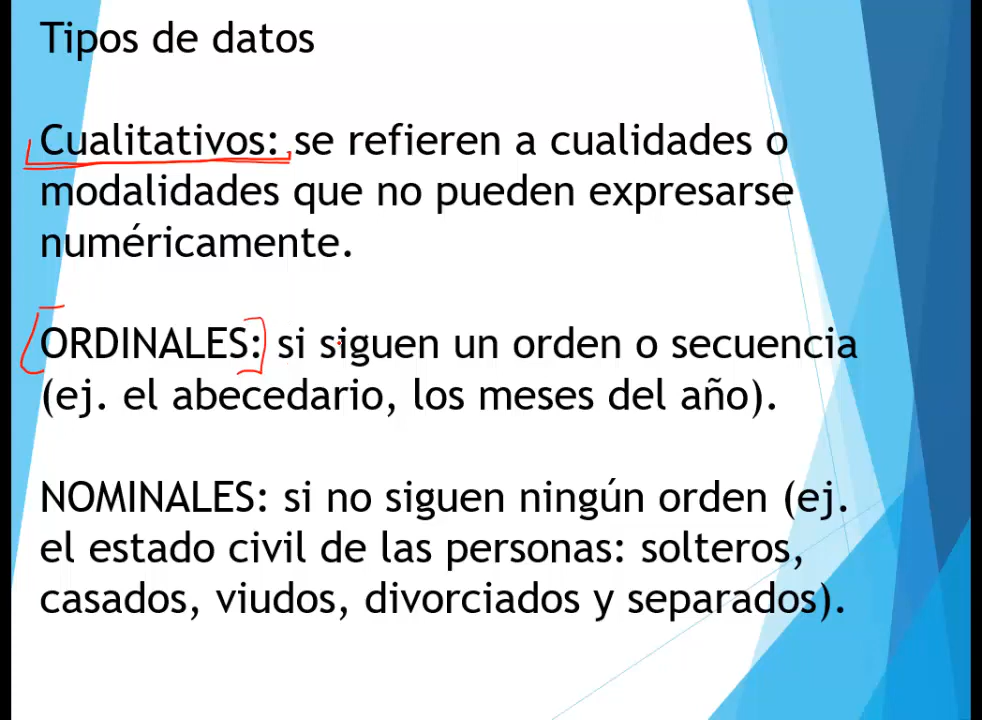 Tipos de datos
Cualitativos: se refieren a cualidades o
modalidades que no pueden expresarse
numéricamente.
ORDINALES: si siguen un orden o secuencia
(ej. el abecedario, los meses del año).
NOMINALES: si no siguen ningún orden (ej.
el estado civil de las personas: solteros,
casados, viudos, divorciados y separados).